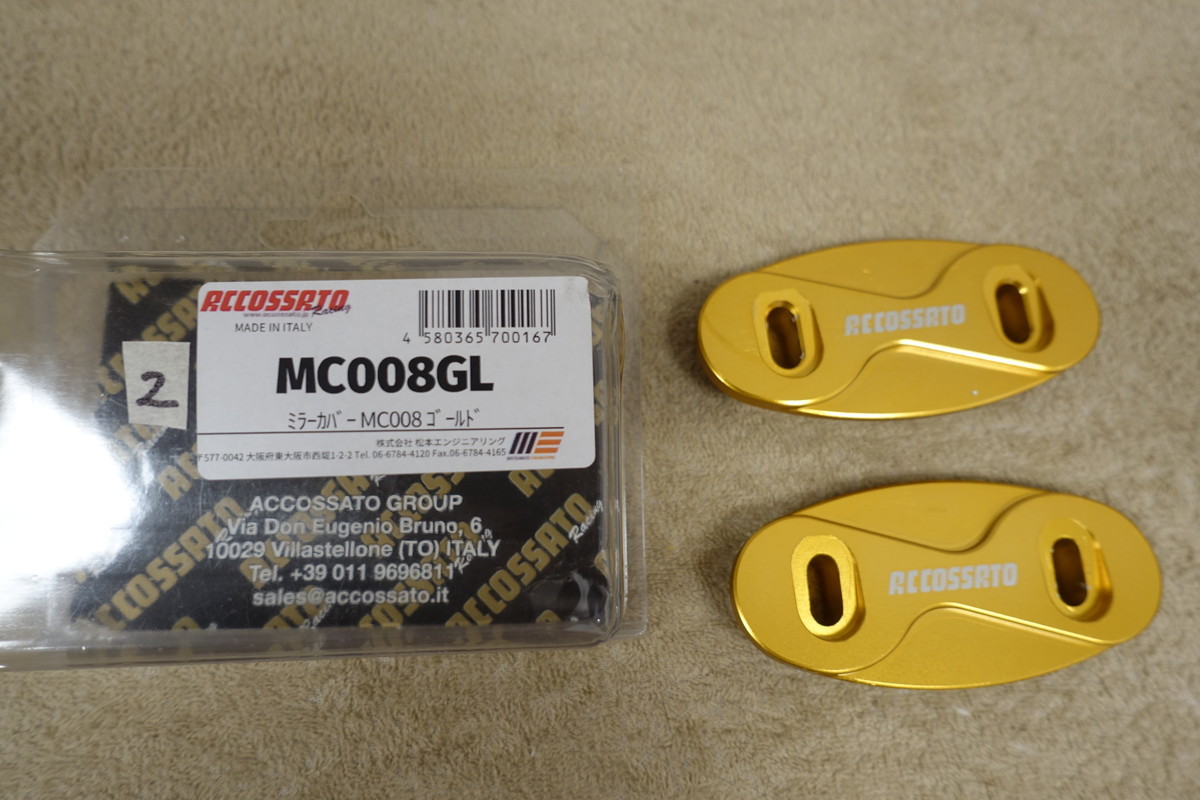 ACCOSSATO Racing
www.accossato.jp
MADE IN ITALY
4 580365 700167
MC008GL
ミラーカバー MC008 ゴールド
株式会社 松本エンジニアリング
〒577-0042 大阪府東大阪市西堤1-2-2 Tel. 06-6784-4120 Fax.06-6784-4165
2
ACCOSSATO GROUP
Via Don Eugenio Bruno, 6
10029 Villastellone (TO) ITALY
Tel. +39 011 9696811
sales@accossato.it
ACCOSSATO
ACCOSSATO